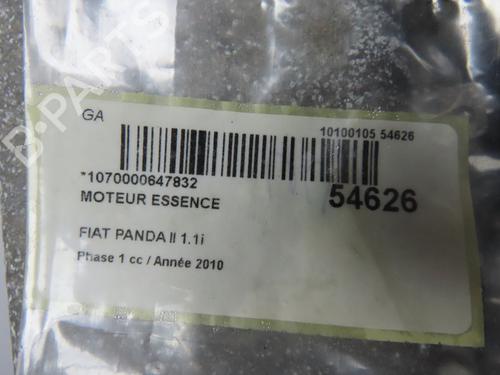 B-PARTS
GA
10100105 54626
*1070000647832
54626
MOTEUR ESSENCE
FIAT PANDA II 1.1i
Phase 1 cc / Année 2010